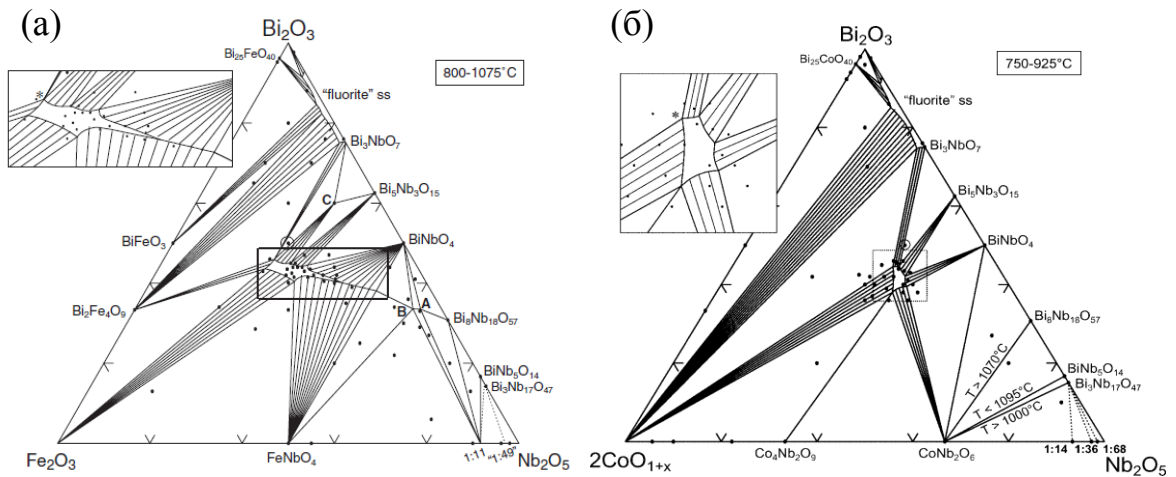 (а)
Bi₂O₃
Bi₂₅FeO₄₀
800-1075°C
*
"fluorite" ss
Bi₃NbO₇
C
Bi₅Nb₃O₁₅
BiFeO₃
BiNbO₄
Bi₂Fe₄O₉
A
B
Bi₈Nb₁₈O₅₇
BiNb₅O₁₄
Bi₃Nb₁₇O₄₇
Fe₂O₃
FeNbO₄
1:11
"1:49"
Nb₂O₅
(б)
Bi₂O₃
Bi₂₅CoO₄₀
750-925°C
*
"fluorite" ss
Bi₃NbO₇
Bi₅Nb₃O₁₅
BiNbO₄
Bi₈Nb₁₈O₅₇
T > 1070°C
BiNb₅O₁₄
Bi₃Nb₁₇O₄₇
T < 1095°C
T > 1000°C
2CoO₁₊ₓ
Co₄Nb₂O₉
CoNb₂O₆
1:14
1:36
1:68
Nb₂O₅